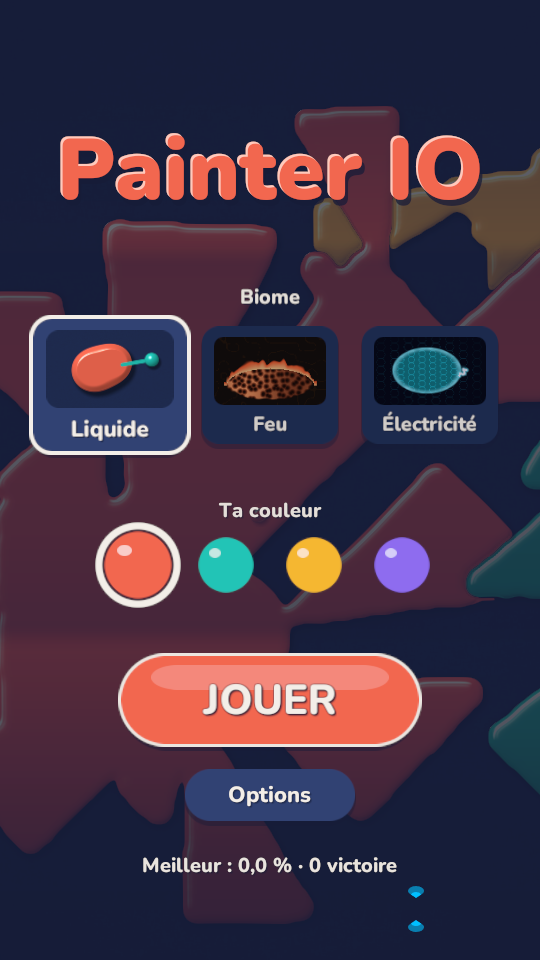 Painter IO
Biome
Liquide
Feu
Électricité
Ta couleur
JOUER
Options
Meilleur : 0,0 % · 0 victoire